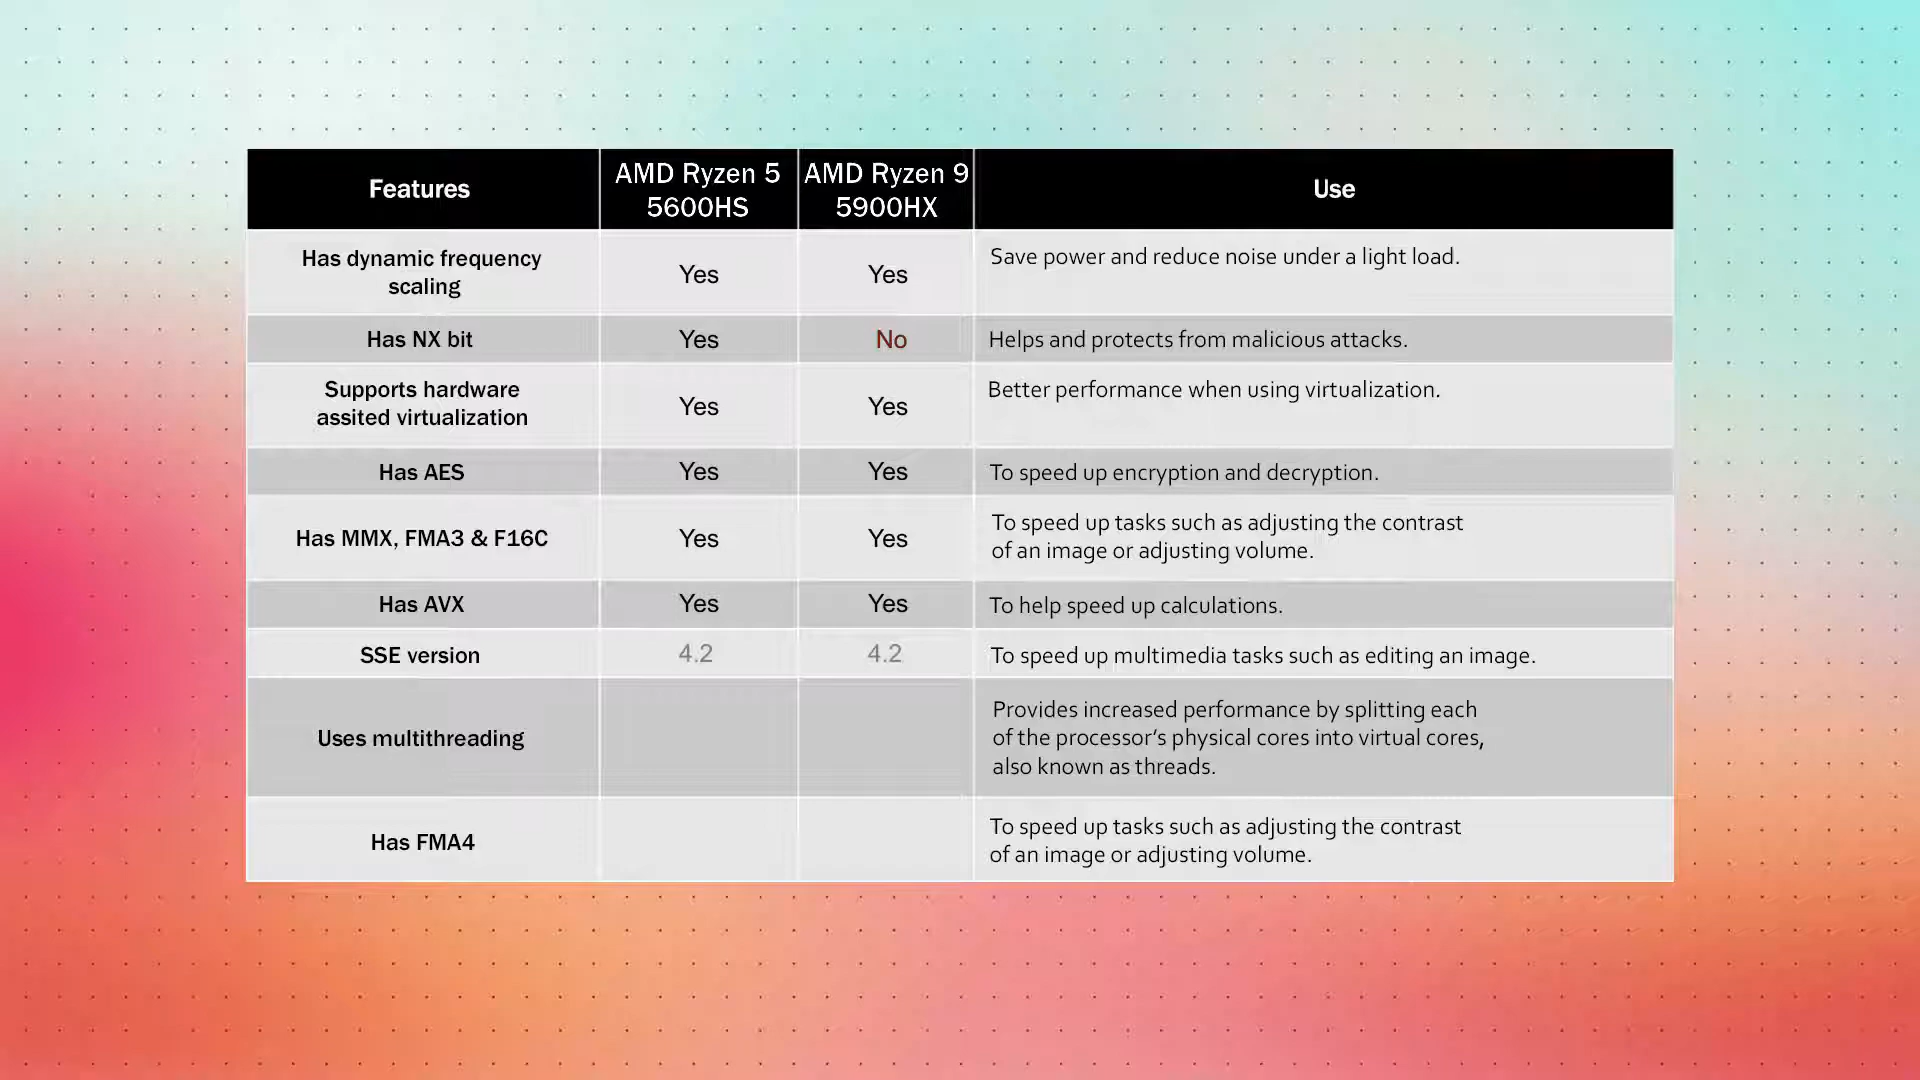 Features
AMD Ryzen 5
5600HS
AMD Ryzen 9
5900HX
Use
Has dynamic frequency
scaling
Yes
Yes
Save power and reduce noise under a light load.
Has NX bit
Yes
No
Helps and protects from malicious attacks.
Supports hardware
assited virtualization
Yes
Yes
Better performance when using virtualization.
Has AES
Yes
Yes
To speed up encryption and decryption.
Has MMX, FMA3 & F16C
Yes
Yes
To speed up tasks such as adjusting the contrast
of an image or adjusting volume.
Has AVX
Yes
Yes
To help speed up calculations.
SSE version
4.2
4.2
To speed up multimedia tasks such as editing an image.
Uses multithreading
Provides increased performance by splitting each
of the processor's physical cores into virtual cores,
also known as threads.
Has FMA4
To speed up tasks such as adjusting the contrast
of an image or adjusting volume.